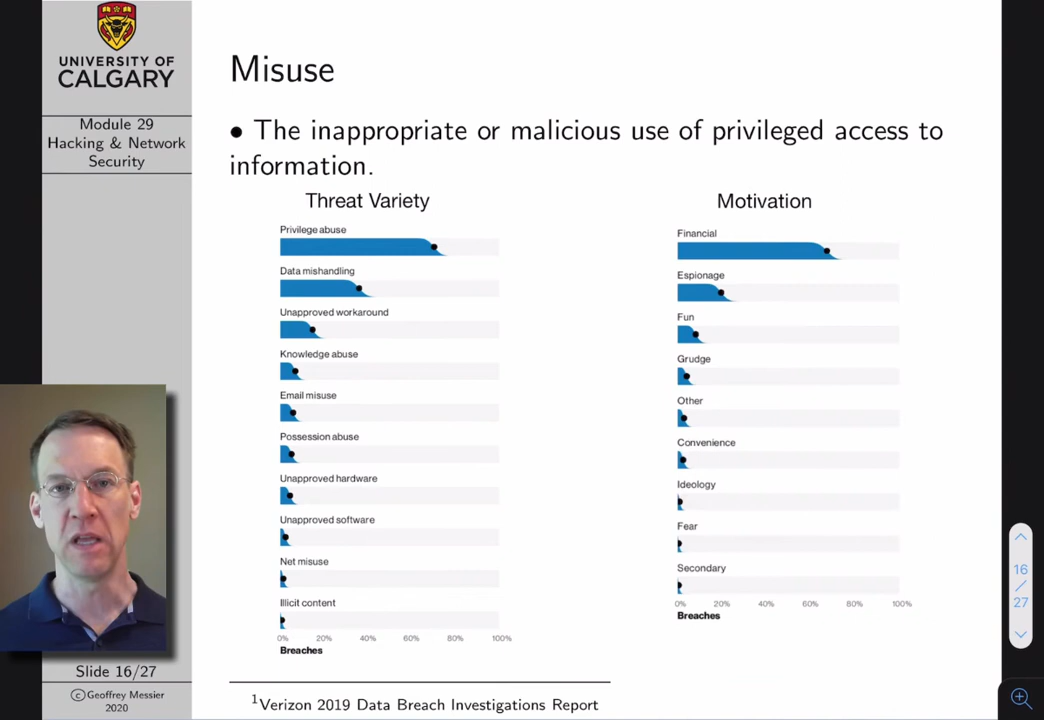 UNIVERSITY OF
CALGARY
Module 29
Hacking & Network
Security
Misuse
• The inappropriate or malicious use of privileged access to
information.
Threat Variety
Privilege abuse
Data mishandling
Unapproved workaround
Knowledge abuse
Email misuse
Possession abuse
Unapproved hardware
Unapproved software
Net misuse
Illicit content
0% 20% 40% 60% 80% 100%
Breaches
Motivation
Financial
Espionage
Fun
Grudge
Other
Convenience
Ideology
Fear
Secondary
0% 20% 40% 60% 80% 100%
Breaches
1Verizon 2019 Data Breach Investigations Report
Slide 16/27
©Geoffrey Messier
2020
16
/
27